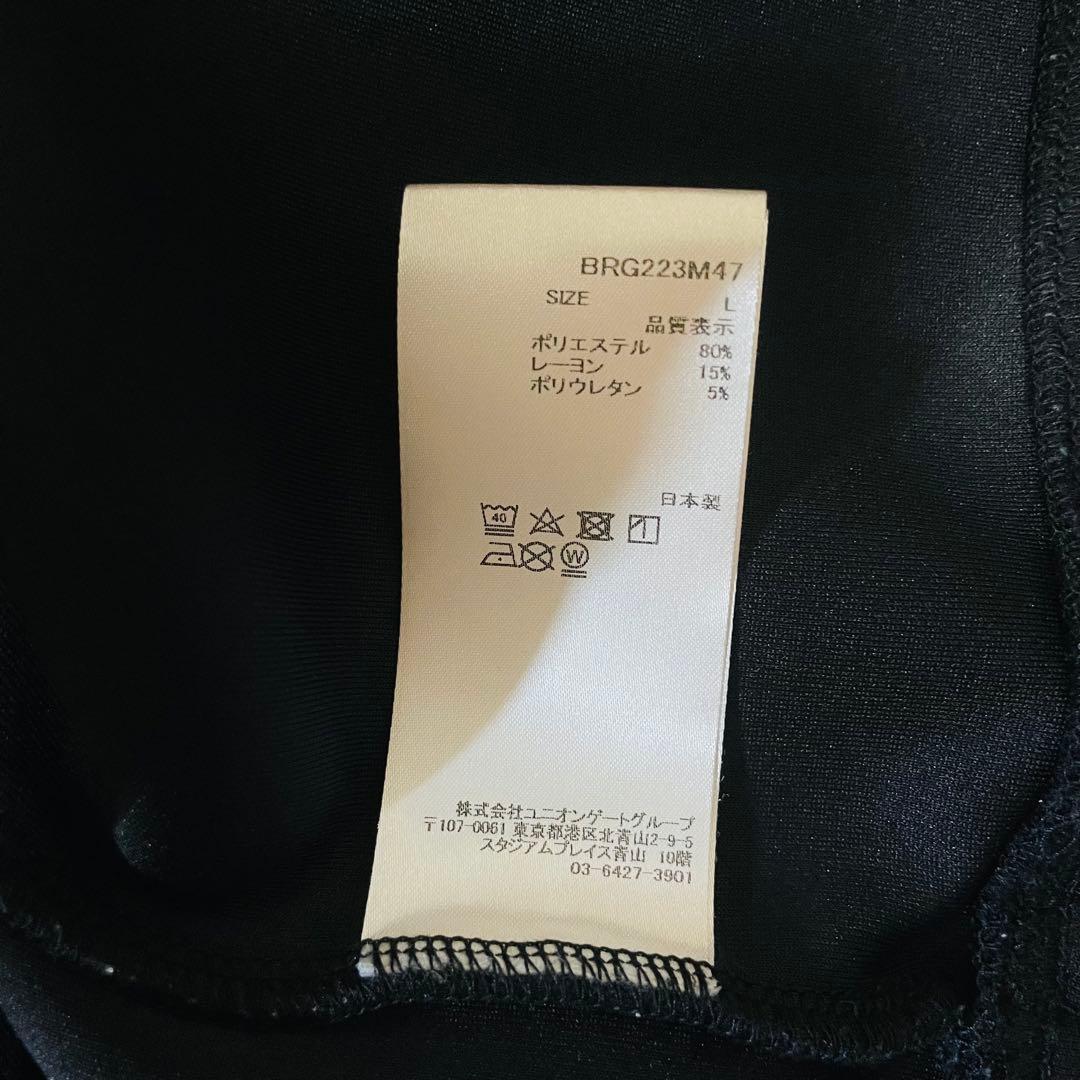 BRG223M47
SIZE L
品質表示
ポリエステル 80%
レーヨン 15%
ポリウレタン 5%
日本製
40
W
株式会社ユニオンゲートグループ
〒107-0061 東京都港区北青山2-9-5
スタジアムプレイス青山 10階
03-6427-3901